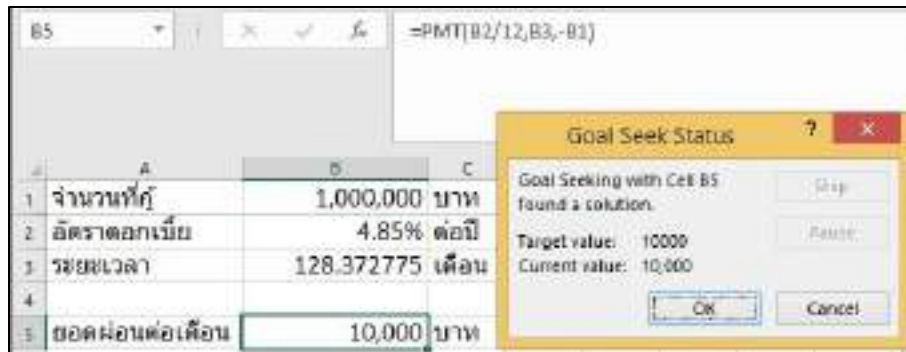 B5 fx =PMT(B2/12,B3,-B1)
Goal Seek Status ? ×
A B C
1 จำนวนที่กู้ 1,000,000 บาท
2 อัตราดอกเบี้ย 4.85% ต่อปี
3 ระยะเวลา 128.372775 เดือน
4
5 ยอดผ่อนต่อเดือน 10,000 บาท
Goal Seeking with Cell B5
found a solution.
Target value: 10000
Current value: 10,000
Step
Pause
OK Cancel